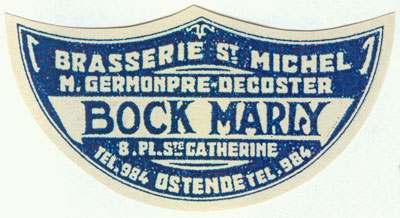 BRASSERIE ST MICHEL
M. GERMONPRE-DECOSTER
BOCK MARLY
8. PL. STE CATHERINE
TEL. 984 OSTENDE TEL. 984